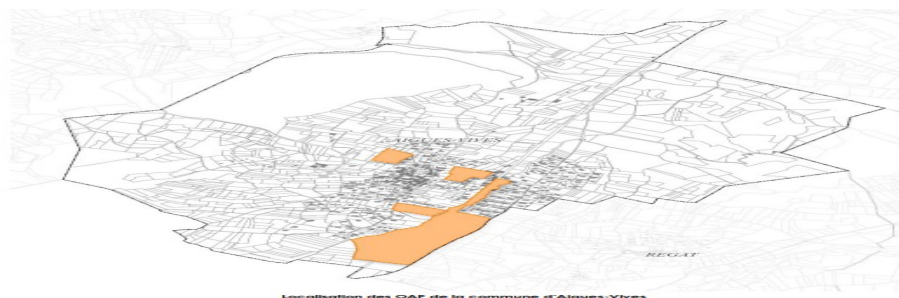 AIGUES-VIVES
REGAT
Localisation des OAP de la commune d'Aigues-Vives